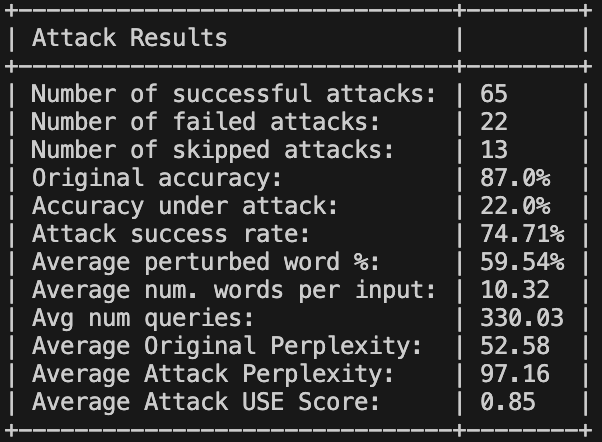 +-------------------------------+--------+
| Attack Results                |        |
+-------------------------------+--------+
| Number of successful attacks: | 65     |
| Number of failed attacks:     | 22     |
| Number of skipped attacks:    | 13     |
| Original accuracy:            | 87.0%  |
| Accuracy under attack:        | 22.0%  |
| Attack success rate:          | 74.71% |
| Average perturbed word %:     | 59.54% |
| Average num. words per input: | 10.32  |
| Avg num queries:              | 330.03 |
| Average Original Perplexity:  | 52.58  |
| Average Attack Perplexity:    | 97.16  |
| Average Attack USE Score:     | 0.85   |
+-------------------------------+--------+